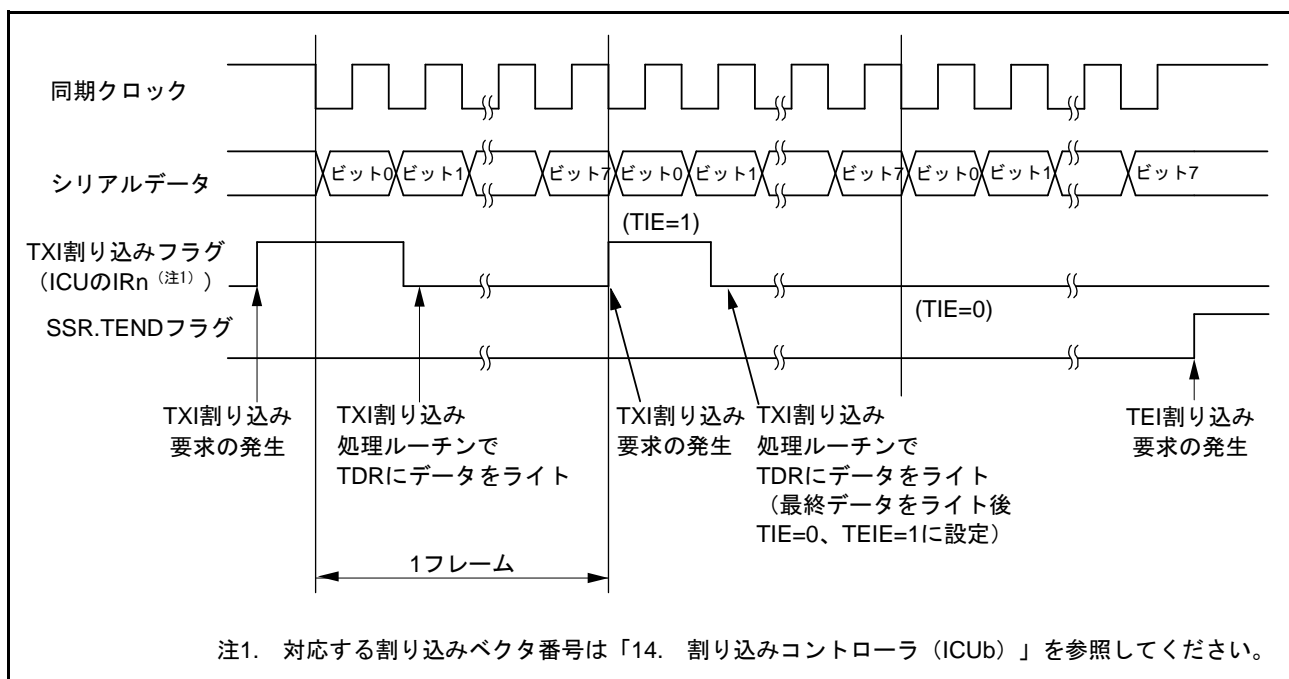 同期クロック
シリアルデータ
ビット0 ビット1 ビット7 ビット0 ビット1 ビット7 ビット0 ビット1 ビット7
(TIE=1)
TXI割り込みフラグ
（ICUのIRn（注1））
(TIE=0)
SSR.TENDフラグ
TXI割り込み
要求の発生
TXI割り込み
処理ルーチンで
TDRにデータをライト
TXI割り込み
要求の発生
TXI割り込み
処理ルーチンで
TDRにデータをライト
（最終データをライト後
TIE=0、TEIE=1に設定）
TEI割り込み
要求の発生
1フレーム
注1. 対応する割り込みベクタ番号は「14. 割り込みコントローラ（ICUb）」を参照してください。